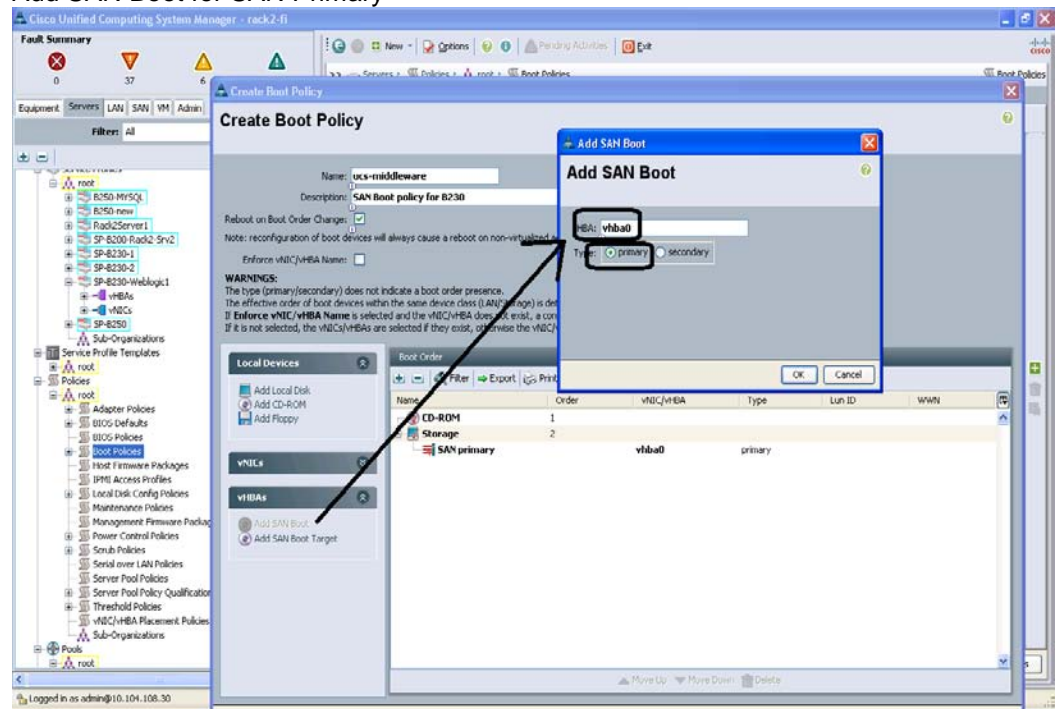 Add SAN Boot for SAN Primary
Cisco Unified Computing System Manager - rack2-fi
Fault Summary
0 37 6
New Options Pending Activities Exit
cisco
>> Servers Policies root Boot Policies Boot Policies
Equipment Servers LAN SAN VM Admin
Filter: All
root
B250-MYSQL
B250-new
Rack2Server1
SP-B200-Rack2-Srv2
SP-B230-1
SP-B230-2
SP-B230-Weblogic1
vHBAs
vNICs
SP-B250
Sub-Organizations
Service Profile Templates
root
Policies
root
Adapter Policies
BIOS Defaults
BIOS Policies
Boot Policies
Host Firmware Packages
IPMI Access Profiles
Local Disk Config Policies
Maintenance Policies
Management Firmware Packag
Power Control Policies
Scrub Policies
Serial over LAN Policies
Server Pool Policies
Server Pool Policy Qualification
Threshold Policies
vNIC/vHBA Placement Policies
Sub-Organizations
Pools
root
Logged in as admin@10.104.108.30
Create Boot Policy
Create Boot Policy
Name: ucs-middleware
Description: SAN Boot policy for B230
Reboot on Boot Order Change:
Note: reconfiguration of boot devices will always cause a reboot on non-virtualized
Enforce vNIC/vHBA Name:
WARNINGS:
The type (primary/secondary) does not indicate a boot order presence.
The effective order of boot devices within the same device class (LAN/Storage) is
If Enforce vNIC/vHBA Name is selected and the vNIC/vHBA does not exist, a con
If it is not selected, the vNICs/vHBAs are selected if they exist, otherwise the vNIC/
Local Devices
Add Local Disk
Add CD-ROM
Add Floppy
vNICs
vHBAs
Add SAN Boot
Add SAN Boot Target
Boot Order
Filter Export Print
Name Order vNIC/vHBA Type Lun ID WWN
CD-ROM 1
Storage 2
SAN primary vhba0 primary
Move Up Move Down Delete
Add SAN Boot
Add SAN Boot
HBA: vhba0
Type: primary secondary
OK Cancel